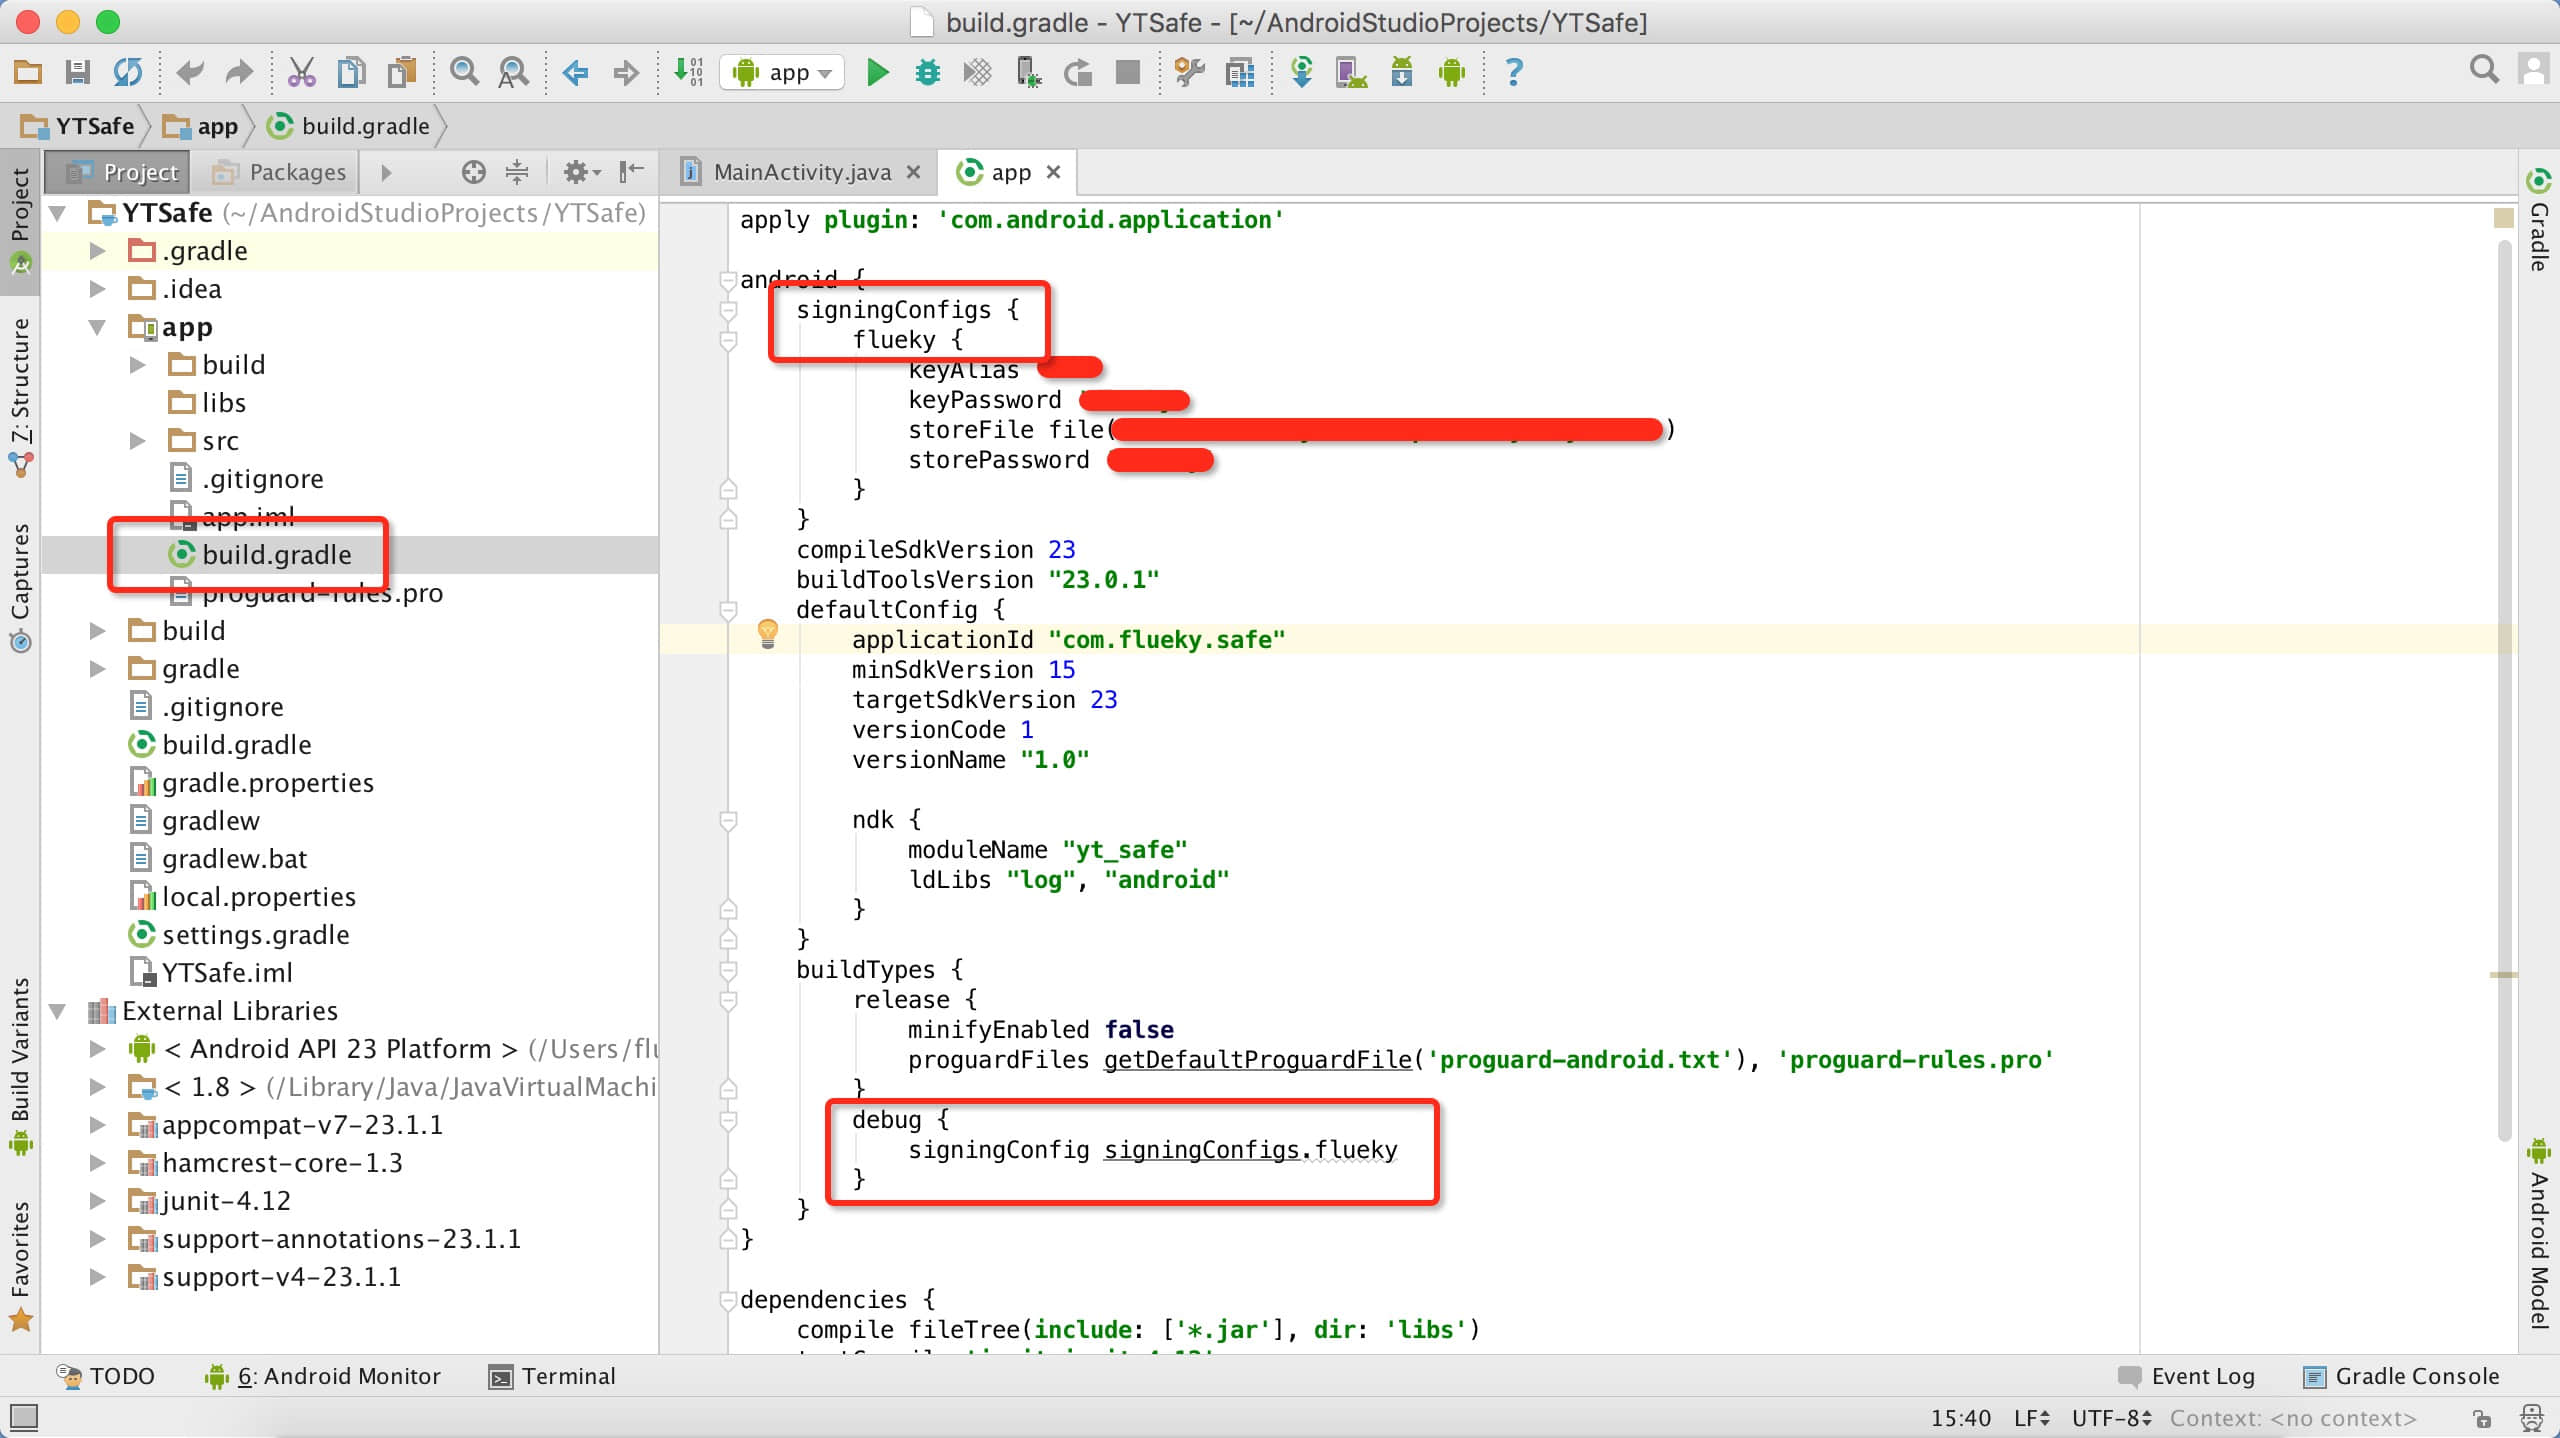 build.gradle - YTSafe - [~/AndroidStudioProjects/YTSafe]
app
YTSafe
app
build.gradle
Project
Packages
MainActivity.java
app
Project
Z: Structure
Captures
Build Variants
Favorites
YTSafe (~/AndroidStudioProjects/YTSafe)
.gradle
.idea
app
build
libs
src
.gitignore
app.iml
build.gradle
proguard-rules.pro
build
gradle
.gitignore
build.gradle
gradle.properties
gradlew
gradlew.bat
local.properties
settings.gradle
YTSafe.iml
External Libraries
< Android API 23 Platform > (/Users/flu
< 1.8 > (/Library/Java/JavaVirtualMachi
appcompat-v7-23.1.1
hamcrest-core-1.3
junit-4.12
support-annotations-23.1.1
support-v4-23.1.1
apply plugin: 'com.android.application'
android {
signingConfigs {
flueky {
keyAlias
keyPassword
storeFile file( )
storePassword
}
}
compileSdkVersion 23
buildToolsVersion "23.0.1"
defaultConfig {
applicationId "com.flueky.safe"
minSdkVersion 15
targetSdkVersion 23
versionCode 1
versionName "1.0"
ndk {
moduleName "yt_safe"
ldLibs "log", "android"
}
}
buildTypes {
release {
minifyEnabled false
proguardFiles getDefaultProguardFile('proguard-android.txt'), 'proguard-rules.pro'
}
debug {
signingConfig signingConfigs.flueky
}
}
}
dependencies {
compile fileTree(include: ['*.jar'], dir: 'libs')
Gradle
Android Model
TODO
6: Android Monitor
Terminal
Event Log
Gradle Console
15:40 LF UTF-8 Context: <no context>